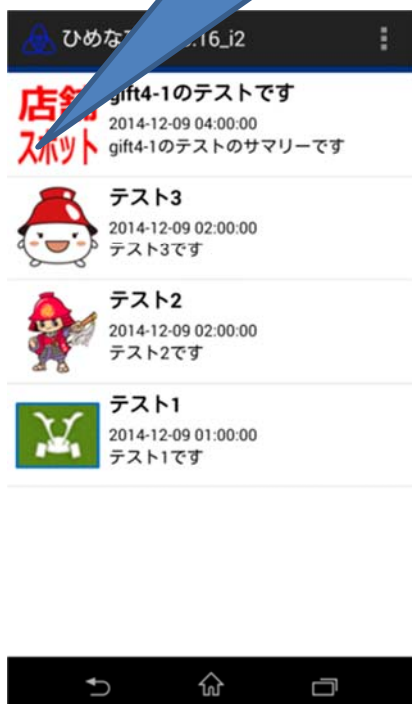 ひめな
.16_i2
店舗
スポット
gift4-1のテストです
2014-12-09 04:00:00
gift4-1のテストのサマリーです
テスト3
2014-12-09 02:00:00
テスト3です
テスト2
2014-12-09 02:00:00
テスト2です
テスト1
2014-12-09 01:00:00
テスト1です